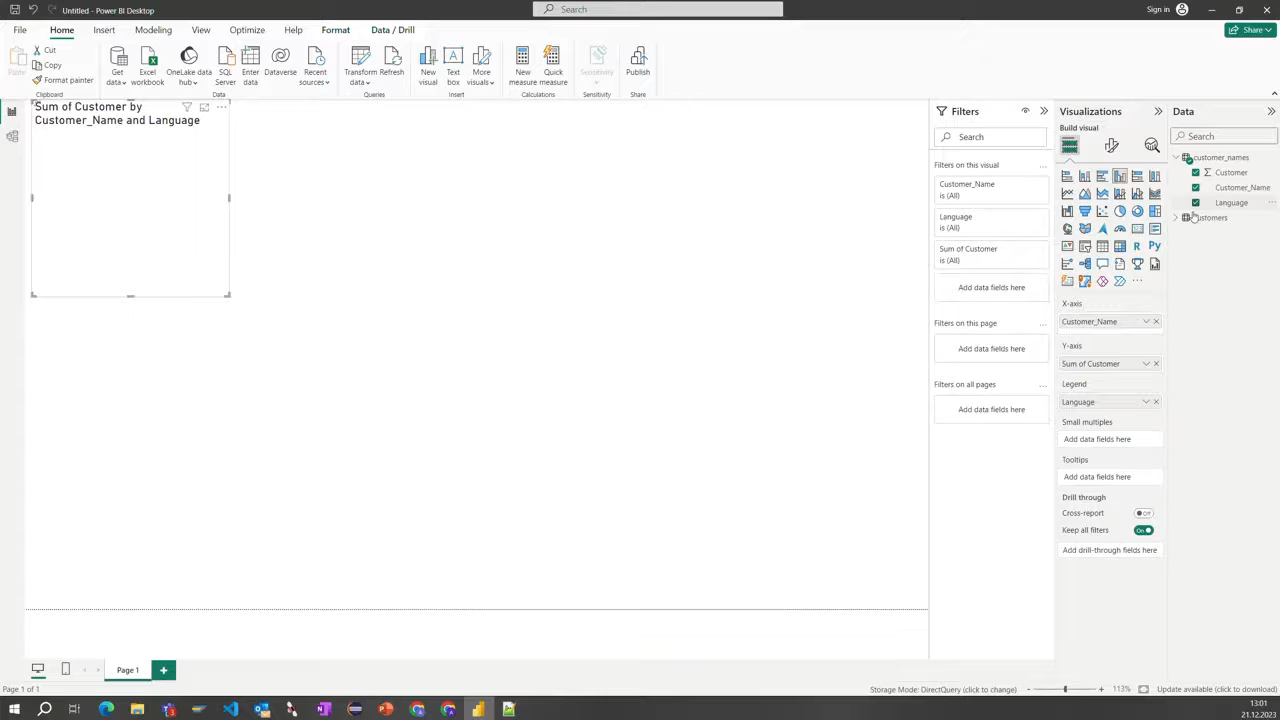 Untitled - Power BI Desktop
Search
Sign in
File
Home
Insert
Modeling
View
Optimize
Help
Format
Data / Drill
Share
Paste
Cut
Copy
Format painter
Clipboard
Get data
Excel workbook
OneLake data hub
SQL Server
Enter data
Dataverse
Recent sources
Data
Transform data
Refresh
Queries
New visual
Text box
More visuals
Insert
New measure
Quick measure
Calculations
Sensitivity
Sensitivity
Publish
Share
Sum of Customer by
Customer_Name and Language
Filters
Search
Filters on this visual
Customer_Name
is (All)
Language
is (All)
Sum of Customer
is (All)
Add data fields here
Filters on this page
Add data fields here
Filters on all pages
Add data fields here
Visualizations
Build visual
R
Py
X-axis
Customer_Name
Y-axis
Sum of Customer
Legend
Language
Small multiples
Add data fields here
Tooltips
Add data fields here
Drill through
Cross-report
Off
Keep all filters
On
Add drill-through fields here
Data
Search
customer_names
Customer
Customer_Name
Language
customers
Page 1
Page 1 of 1
Storage Mode: DirectQuery (click to change)
113%
Update available (click to download)
13:01
21.12.2023